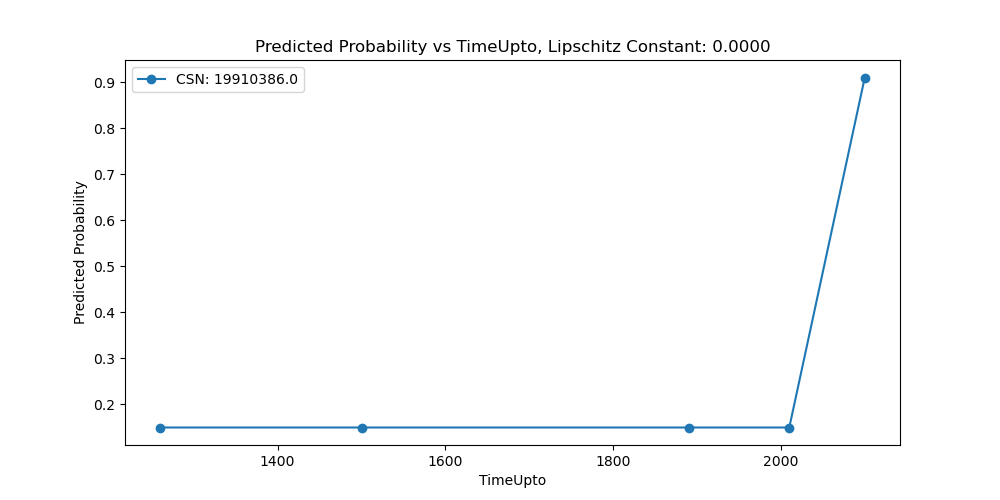 Predicted Probability vs TimeUpto, Lipschitz Constant: 0.0000
CSN: 19910386.0
Predicted Probability
0.9
0.8
0.7
0.6
0.5
0.4
0.3
0.2
1400 1600 1800 2000
TimeUpto